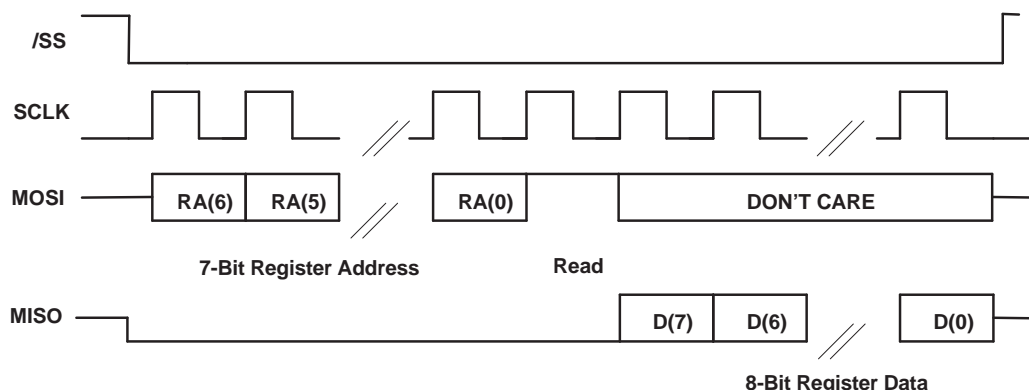 /SS
SCLK
MOSI RA(6) RA(5) RA(0) DON'T CARE
7-Bit Register Address Read
MISO D(7) D(6) D(0)
8-Bit Register Data